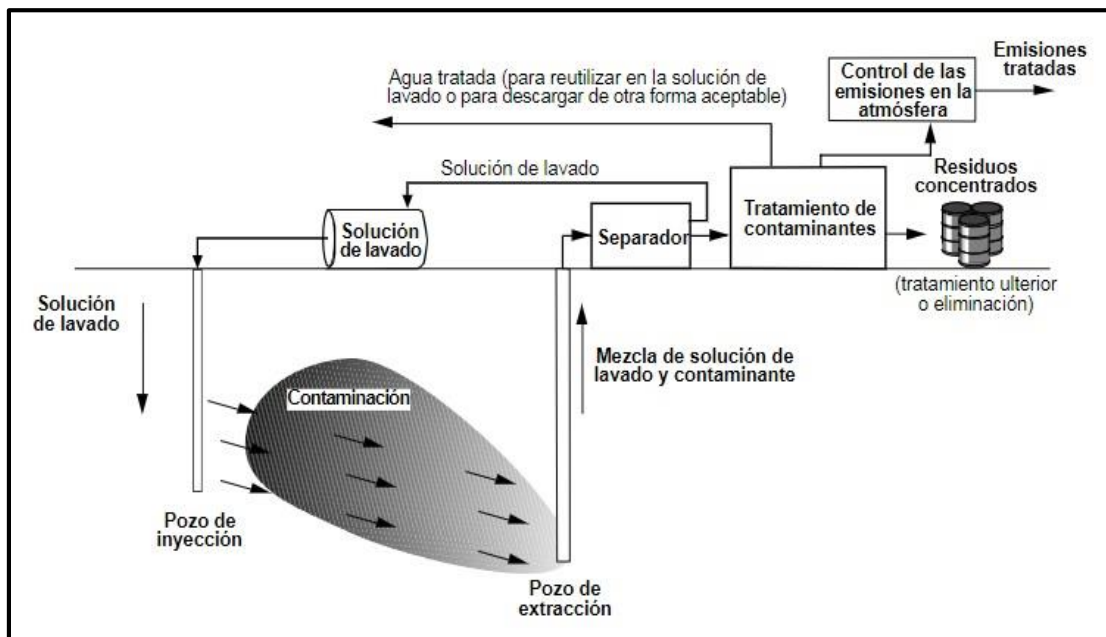 Emisiones
tratadas
Agua tratada (para reutilizar en la solución de
lavado o para descargar de otra forma aceptable)
Control de las
emisiones en la
atmósfera
Solución de lavado
Residuos
concentrados
Solución
de lavado
Separador
Tratamiento de
contaminantes
(tratamiento ulterior
o eliminación)
Solución
de lavado
Mezcla de solución de
lavado y contaminante
Contaminación
Pozo de
inyección
Pozo de
extracción